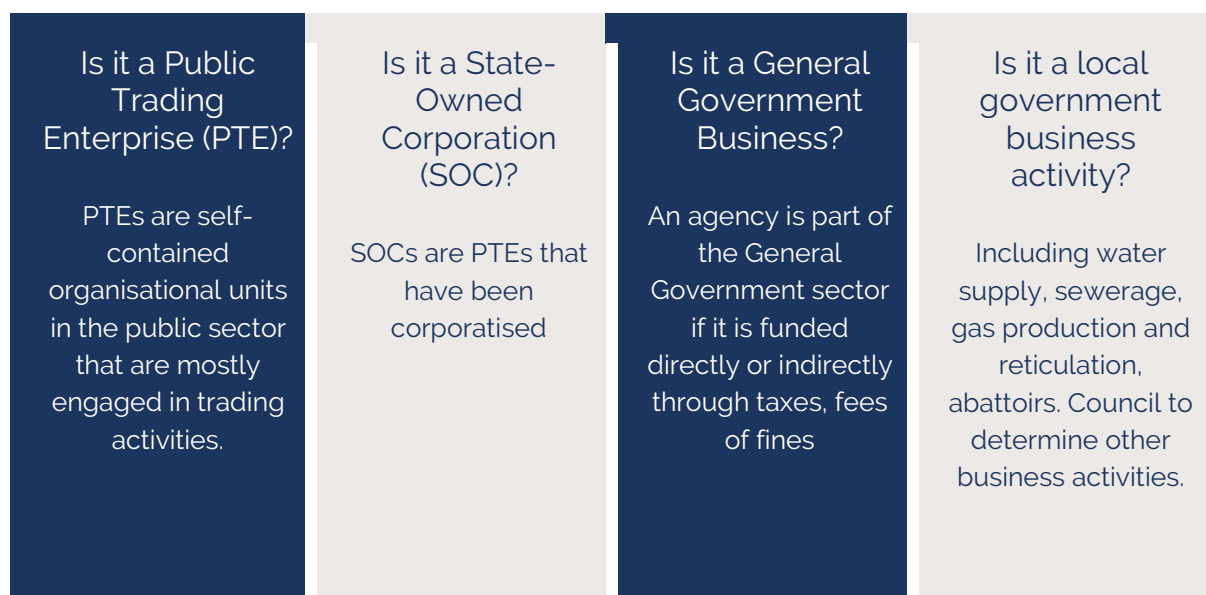 Is it a Public
Trading
Enterprise (PTE)?
PTEs are self-
contained
organisational units
in the public sector
that are mostly
engaged in trading
activities.
Is it a State-
Owned
Corporation
(SOC)?
SOCs are PTEs that
have been
corporatised
Is it a General
Government
Business?
An agency is part of
the General
Government sector
if it is funded
directly or indirectly
through taxes, fees
of fines
Is it a local
government
business
activity?
Including water
supply, sewerage,
gas production and
reticulation,
abattoirs. Council to
determine other
business activities.